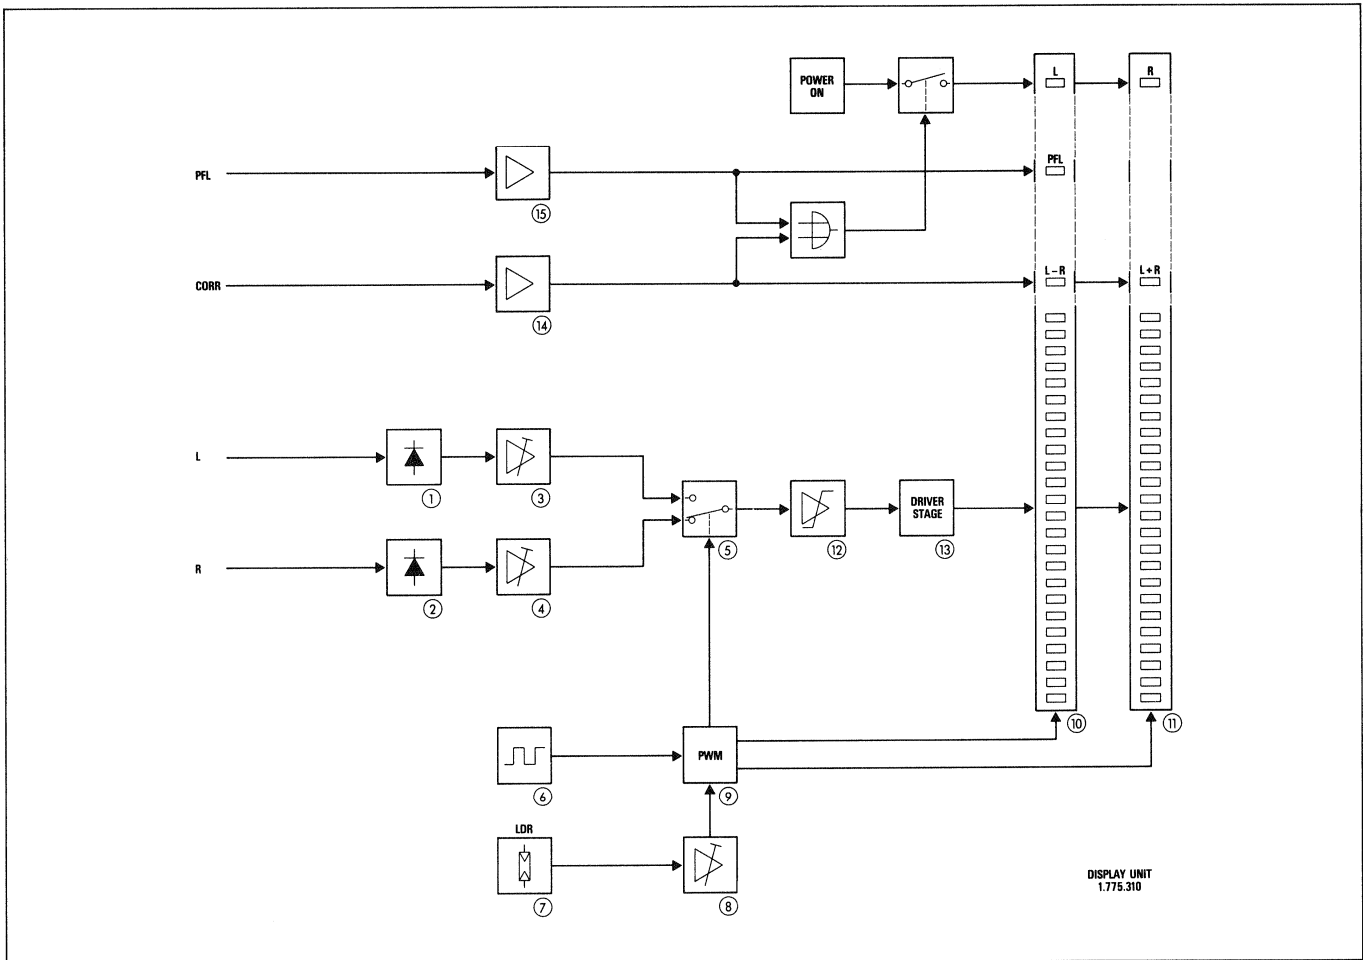 POWER
ON
L
R
PFL
PFL
15
CORR
L – R
L + R
14
L
1
3
DRIVER
STAGE
5
12
13
R
2
4
PWM
10
11
6
9
LDR
7
8
DISPLAY UNIT
1.775.310